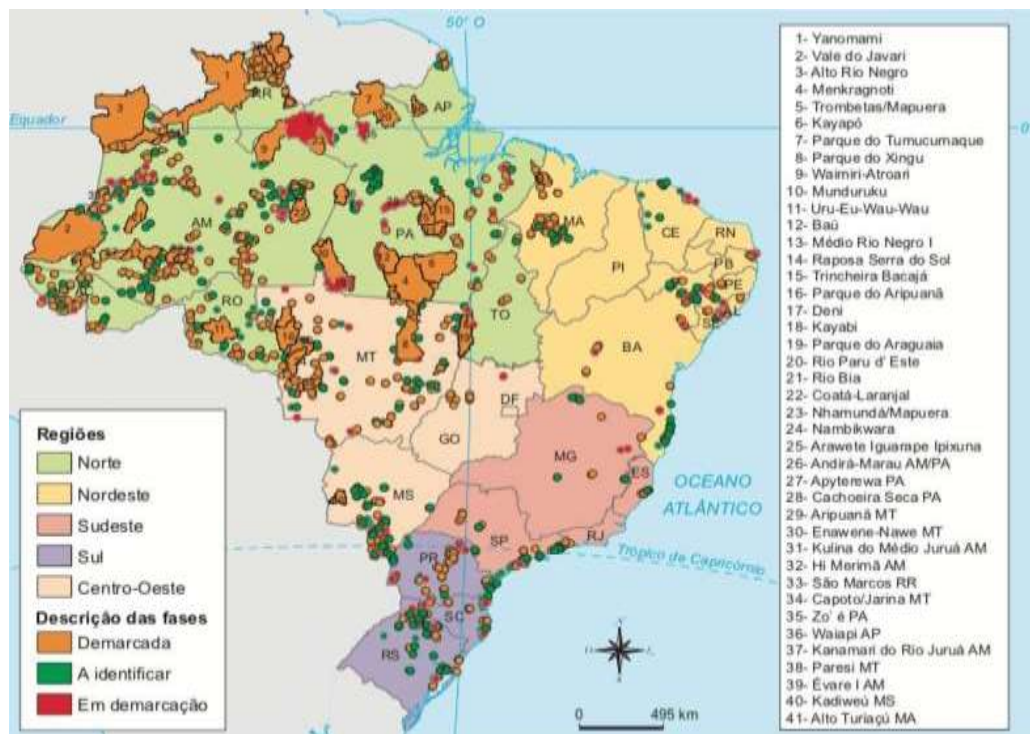 50° O
Equador
0
RR
AP
AM
PA
MA
CE
RN
PB
PE
AL
SE
PI
TO
RO
BA
MT
DF
GO
MG
ES
MS
SP
RJ
PR
SC
RS
OCEANO
ATLÂNTICO
Trópico de Capricórnio
0 495 km
Regiões
Norte
Nordeste
Sudeste
Sul
Centro-Oeste
Descrição das fases
Demarcada
A identificar
Em demarcação
1- Yanomami
2- Vale do Javari
3- Alto Rio Negro
4- Menkragnoti
5- Trombetas/Mapuera
6- Kayapó
7- Parque do Tumucumaque
8- Parque do Xingu
9- Waimiri-Atroari
10- Munduruku
11- Uru-Eu-Wau-Wau
12- Baú
13- Médio Rio Negro I
14- Raposa Serra do Sol
15- Trincheira Bacajá
16- Parque do Aripuanã
17- Deni
18- Kayabi
19- Parque do Araguaia
20- Rio Paru d' Este
21- Rio Bia
22- Coatá-Laranjal
23- Nhamundá/Mapuera
24- Nambikwara
25- Arawete Iguarape Ipixuna
26- Andirá-Marau AM/PA
27- Apyterewa PA
28- Cachoeira Seca PA
29- Aripuanã MT
30- Enawene-Nawe MT
31- Kulina do Médio Juruá AM
32- Hi Merimã AM
33- São Marcos RR
34- Capoto/Jarina MT
35- Zo' é PA
36- Waiapi AP
37- Kanamari do Rio Juruá AM
38- Paresi MT
39- Évare I AM
40- Kadiweú MS
41- Alto Turiaçú MA